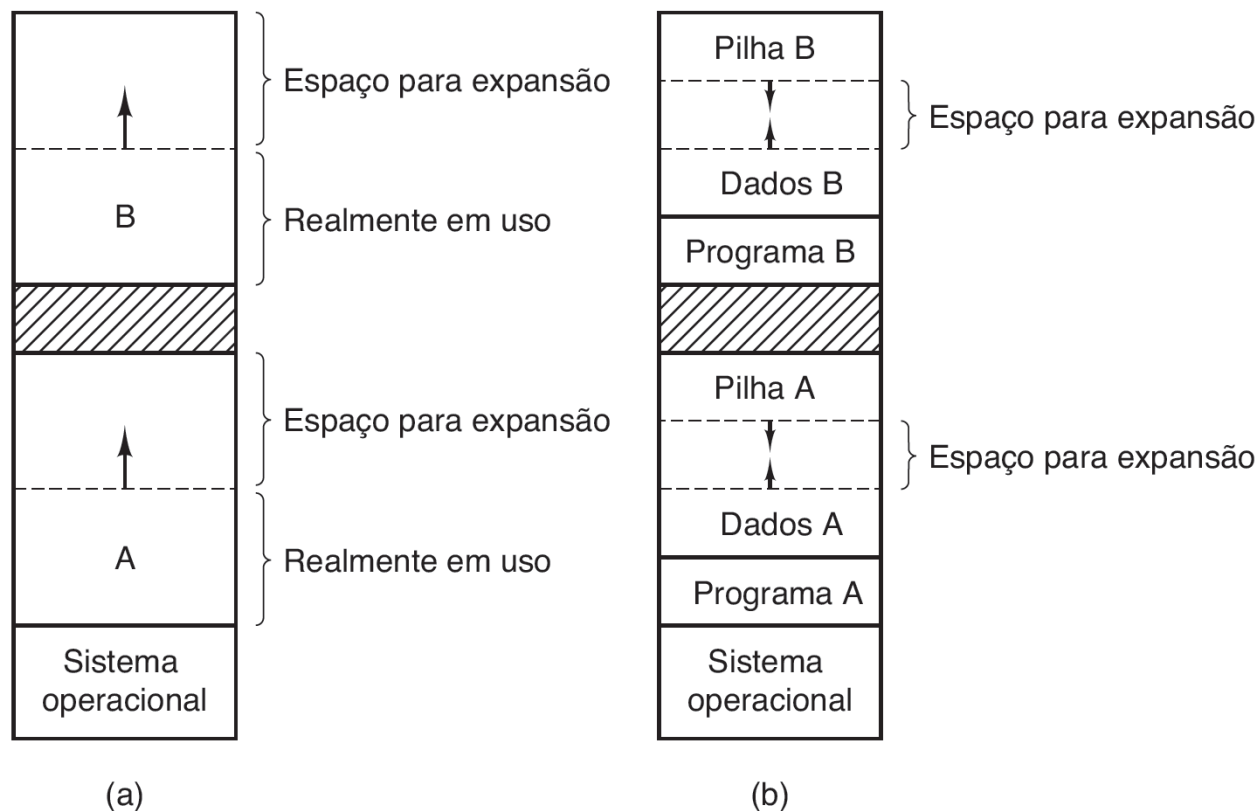 Espaço para expansão
B
Realmente em uso
Espaço para expansão
A
Realmente em uso
Sistema
operacional
(a)
Pilha B
Espaço para expansão
Dados B
Programa B
Pilha A
Espaço para expansão
Dados A
Programa A
Sistema
operacional
(b)